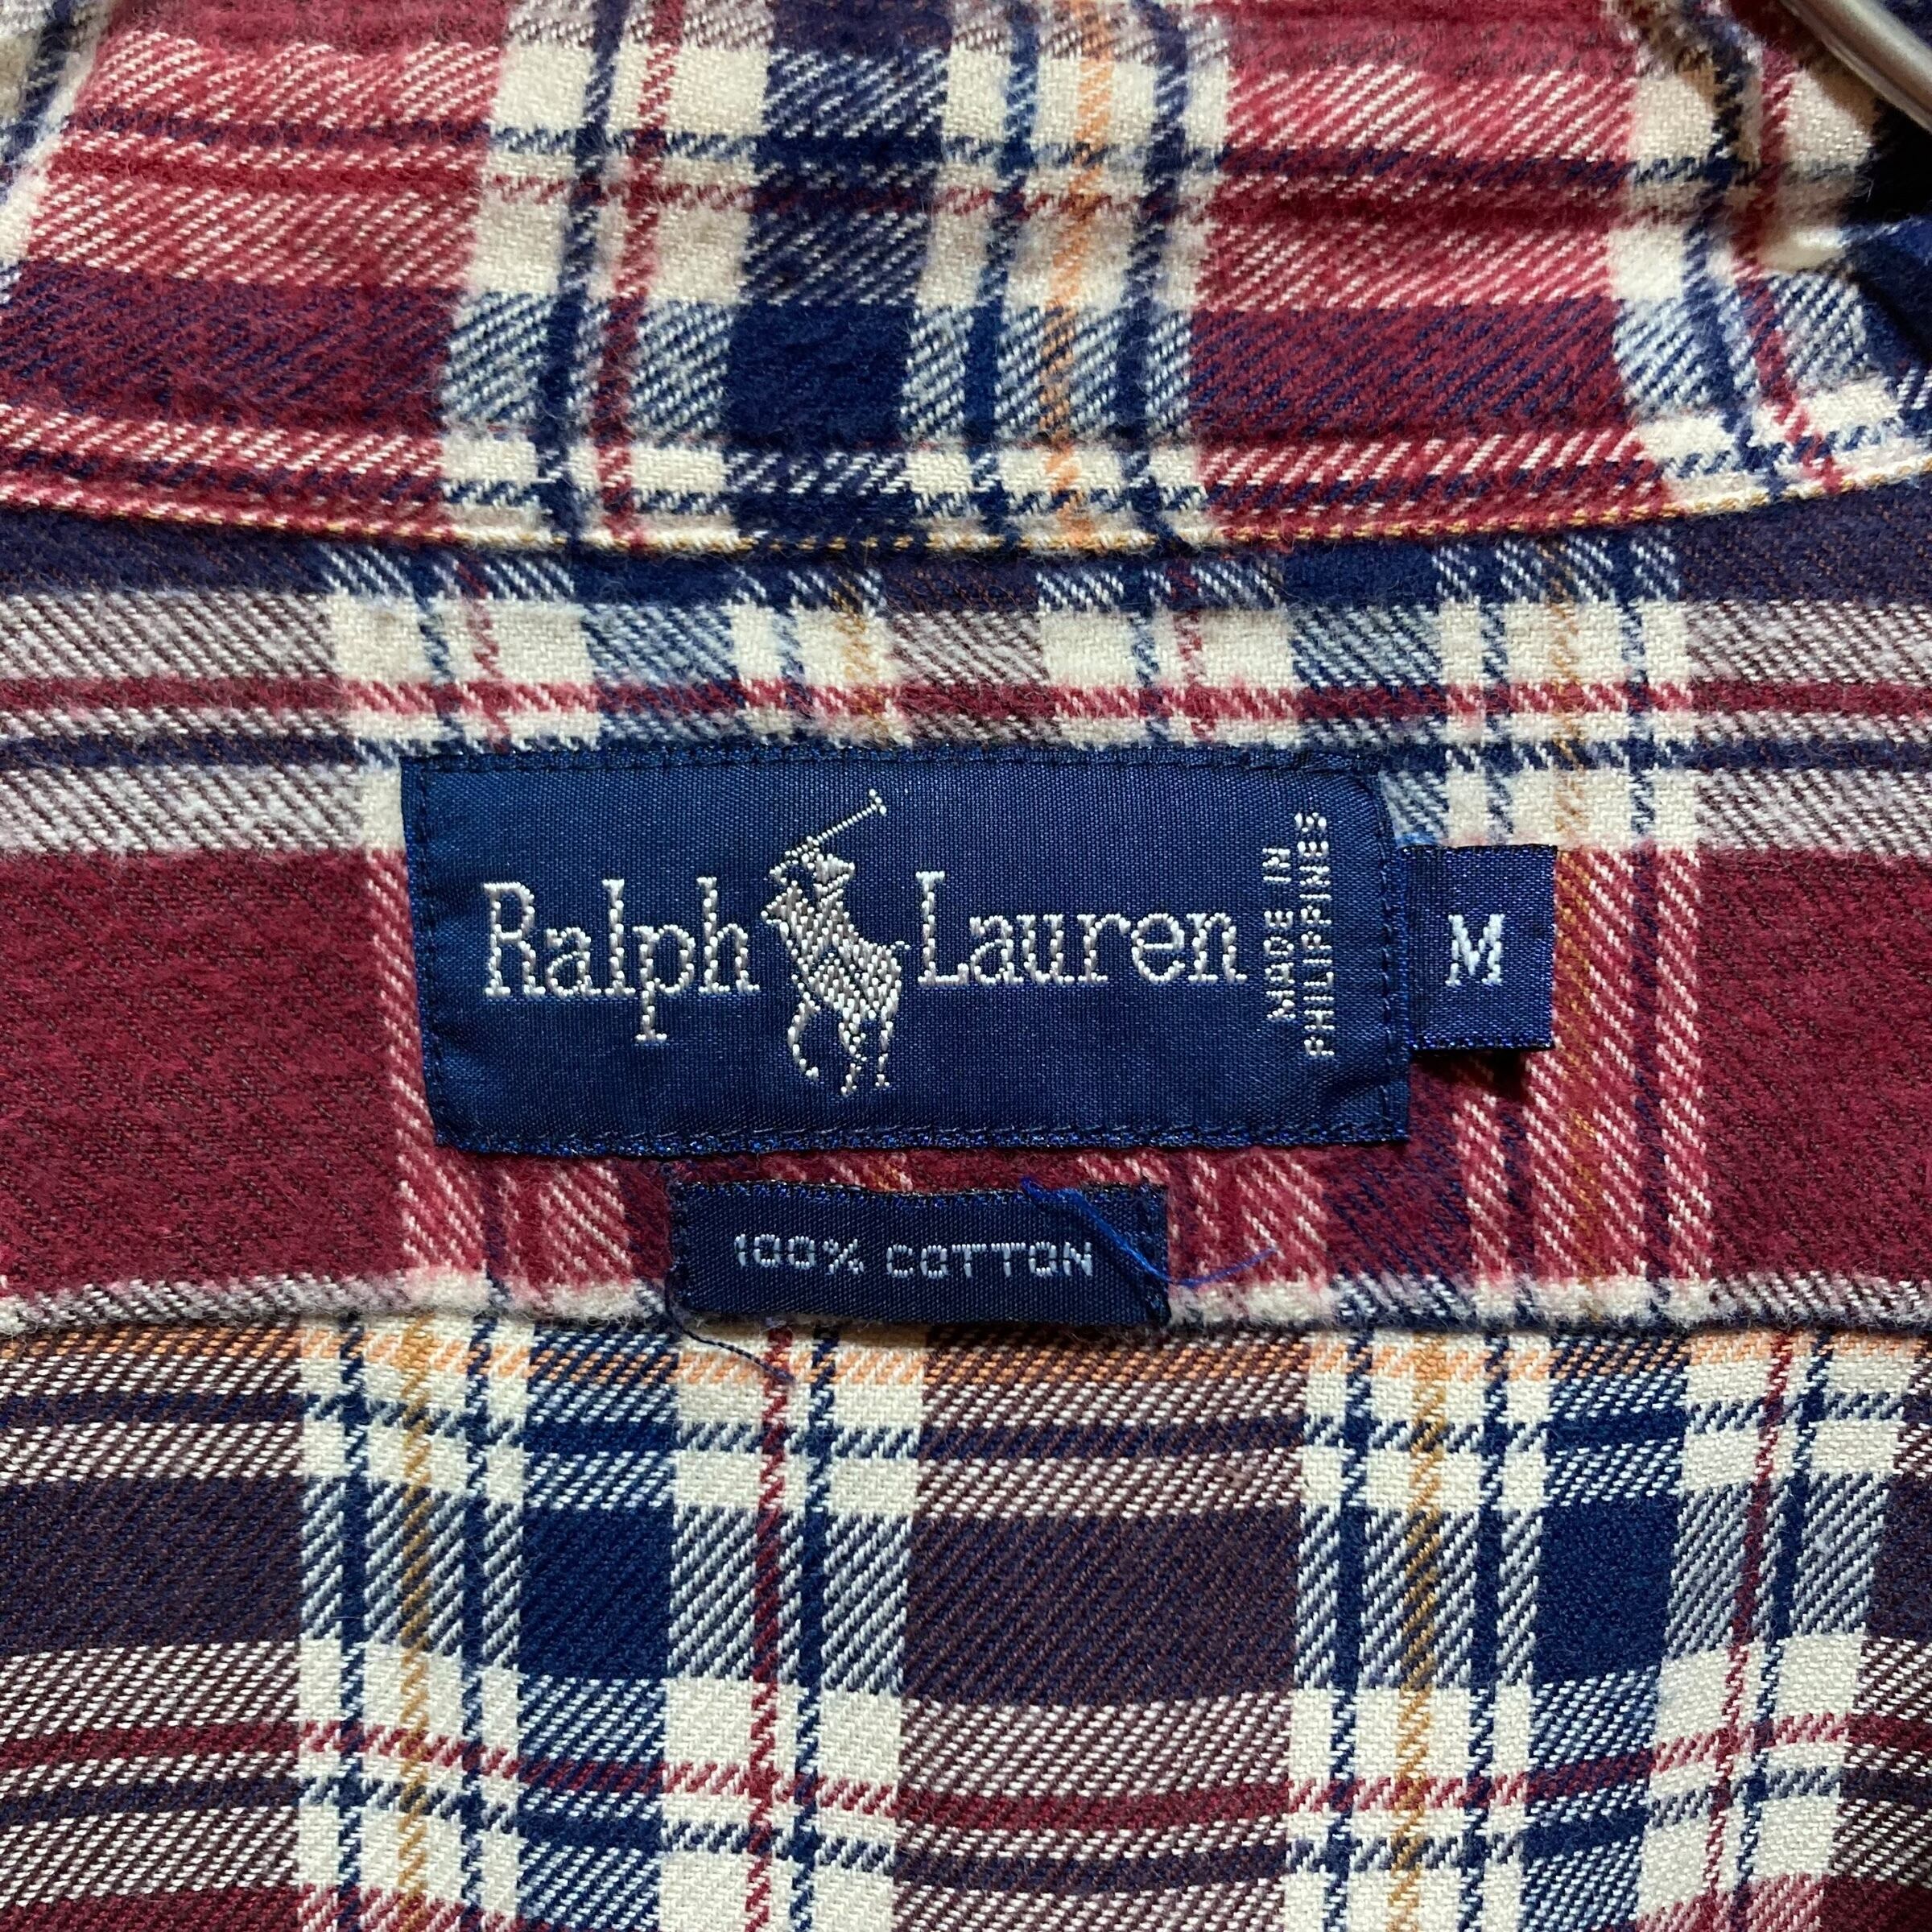 Ralph Lauren
MADE IN
PHILIPPINES
M
100% COTTON